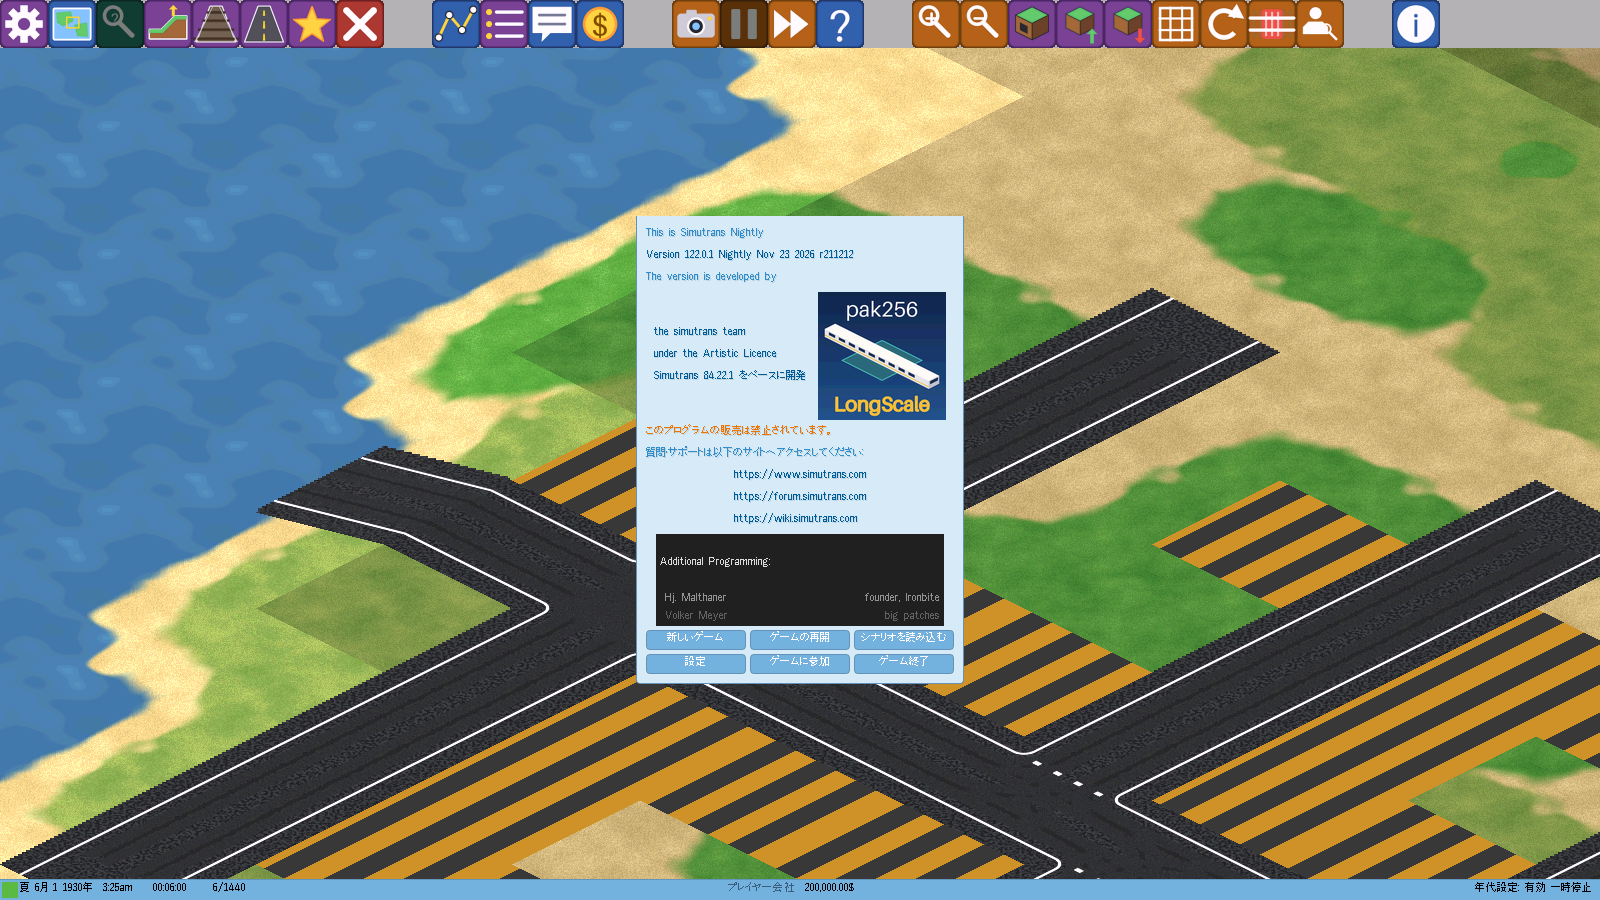 This is Simutrans Nightly
Version 122.0.1 Nightly Nov 23 2026 r211212
The version is developed by
the simutrans team
under the Artistic Licence
Simutrans 84.22.1 をベースに開発
pak256
LongScale
このプログラムの販売は禁止されています。
質問・サポートは以下のサイトへアクセスしてください:
https://www.simutrans.com
https://forum.simutrans.com
https://wiki.simutrans.com
Additional Programming:
Hj. Malthaner founder, Ironbite
Volker Meyer big patches
新しいゲーム ゲームの再開 シナリオを読み込む
設定 ゲームに参加 ゲーム終了
夏 6月 1 1930年 3:25am 00:06:00 6/1440 プレイヤー会社 200,000.00$ 年代設定: 有効 一時停止